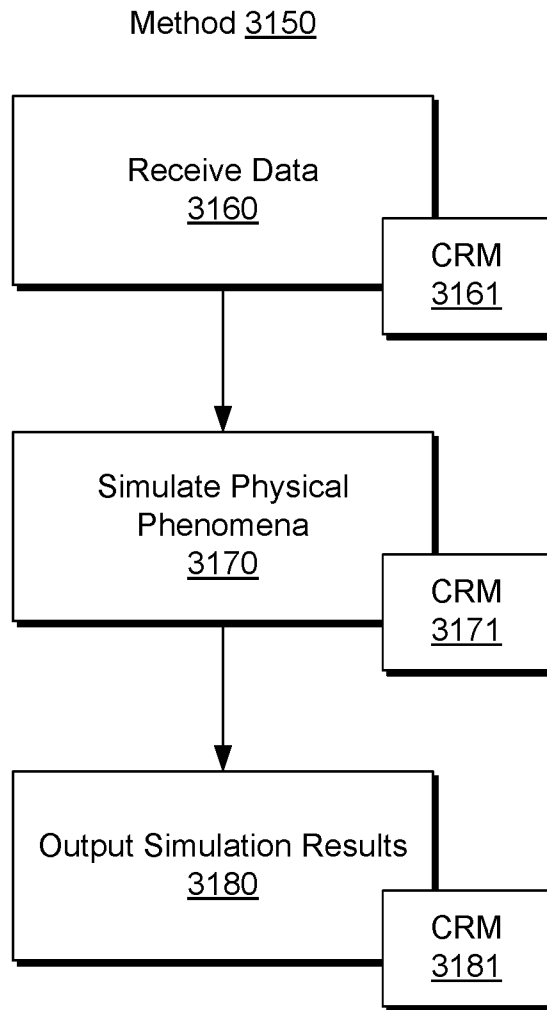 Method 3150
Receive Data
3160
CRM
3161
Simulate Physical
Phenomena
3170
CRM
3171
Output Simulation Results
3180
CRM
3181